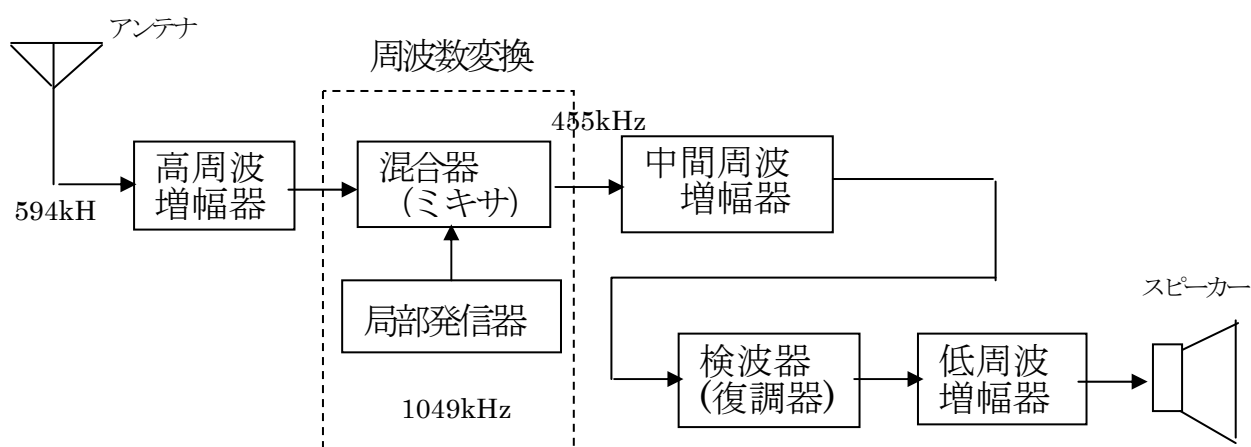 アンテナ
周波数変換
455kHz
高周波
増幅器
混合器
(ミキサ)
中間周波
増幅器
594kH
局部発信器
スピーカー
検波器
(復調器)
低周波
増幅器
1049kHz